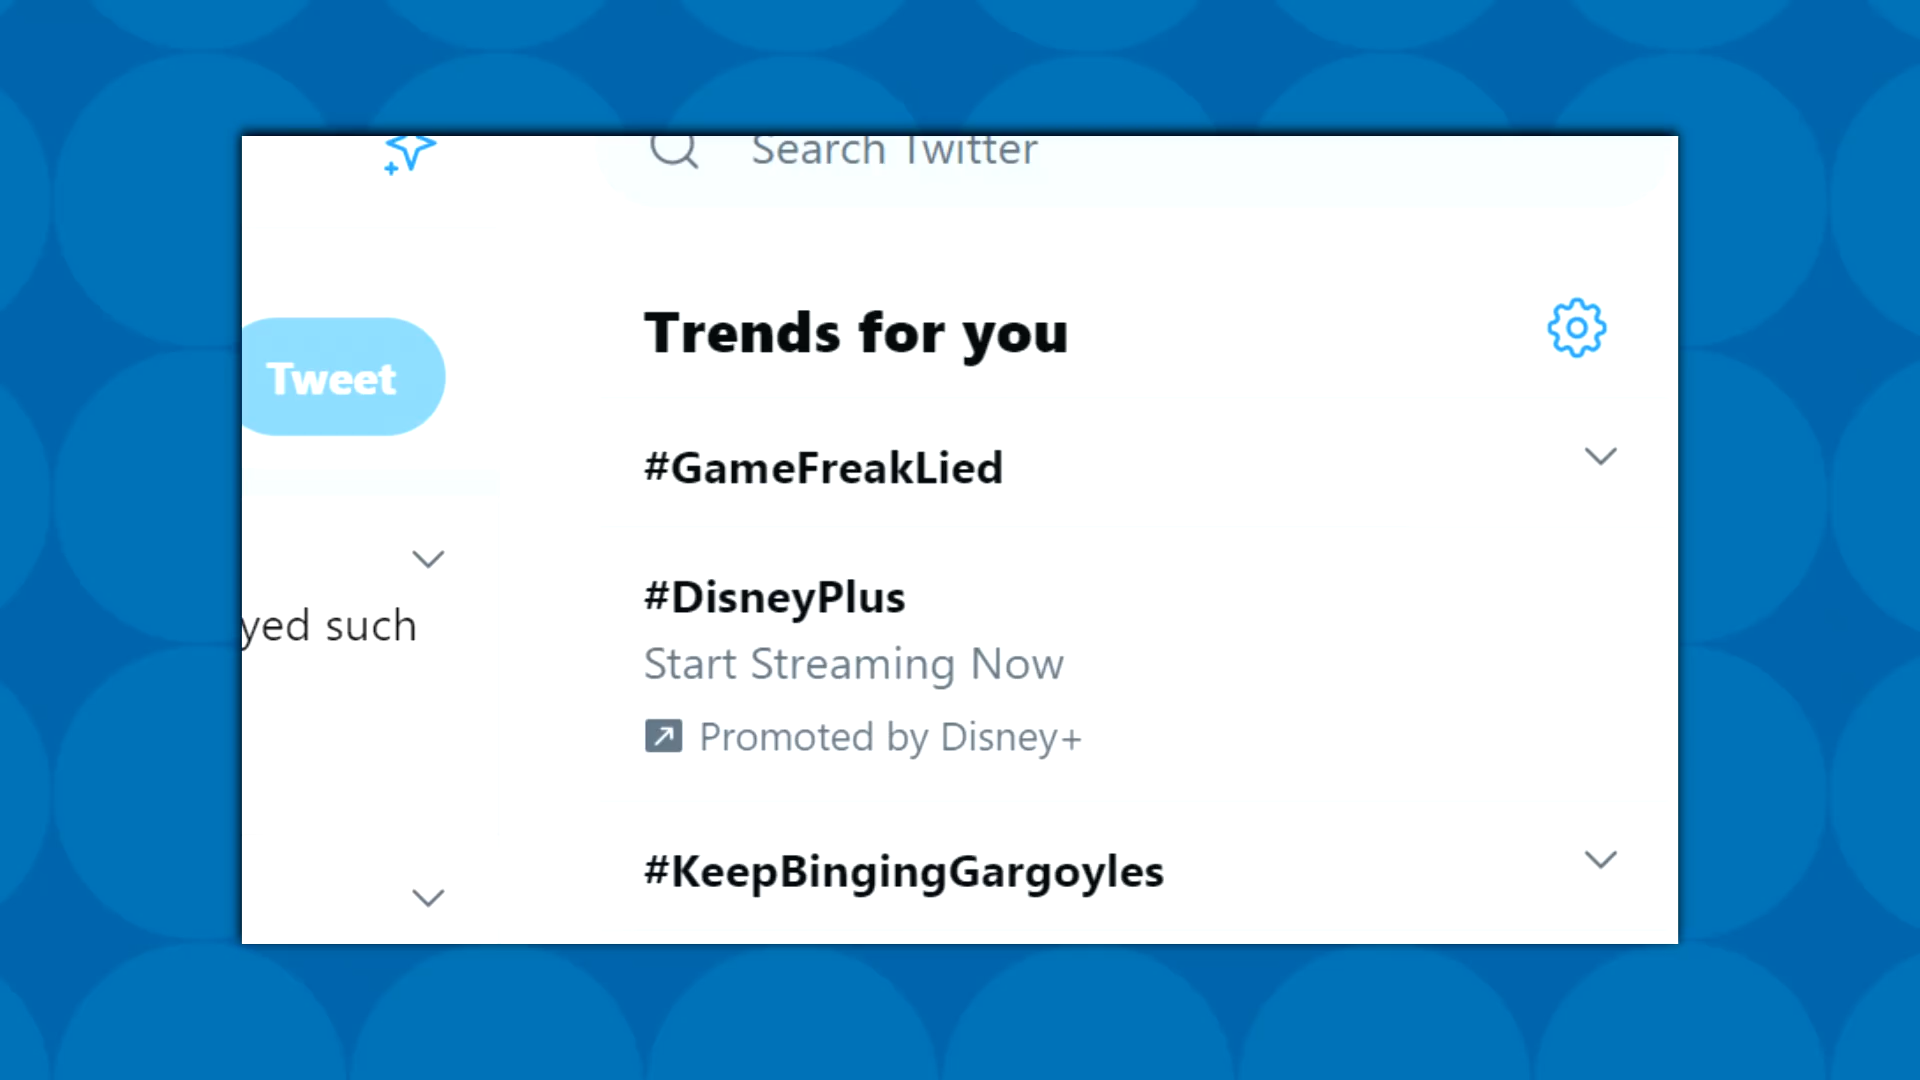 Search Twitter
Trends for you
Tweet
#GameFreakLied
#DisneyPlus
yed such
Start Streaming Now
Promoted by Disney+
#KeepBingingGargoyles